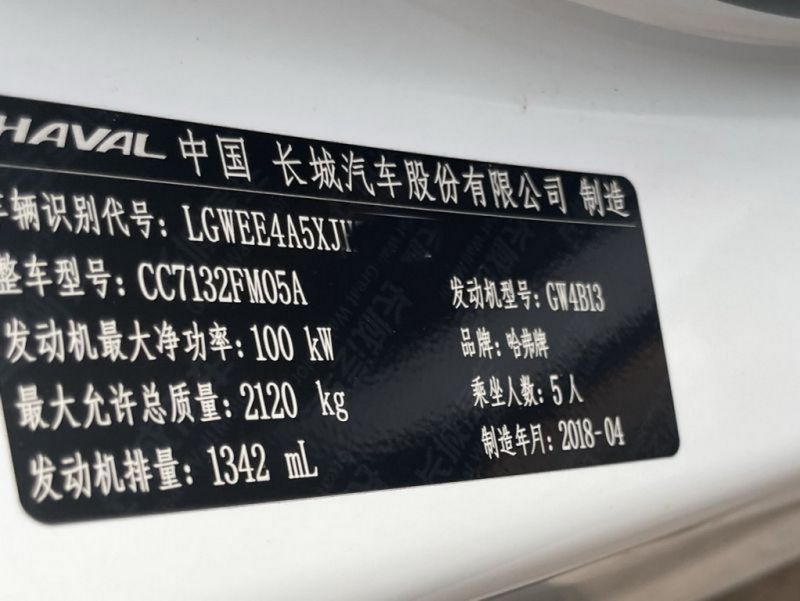 HAVAL 中国 长城汽车股份有限公司 制造
车辆识别代号: LGWEE4A5XJ
整车型号: CC7132FM05A
发动机型号: GW4B13
发动机最大净功率: 100 kW
品牌: 哈弗牌
最大允许总质量: 2120 kg
乘坐人数: 5人
发动机排量: 1342 mL
制造年月: 2018-04